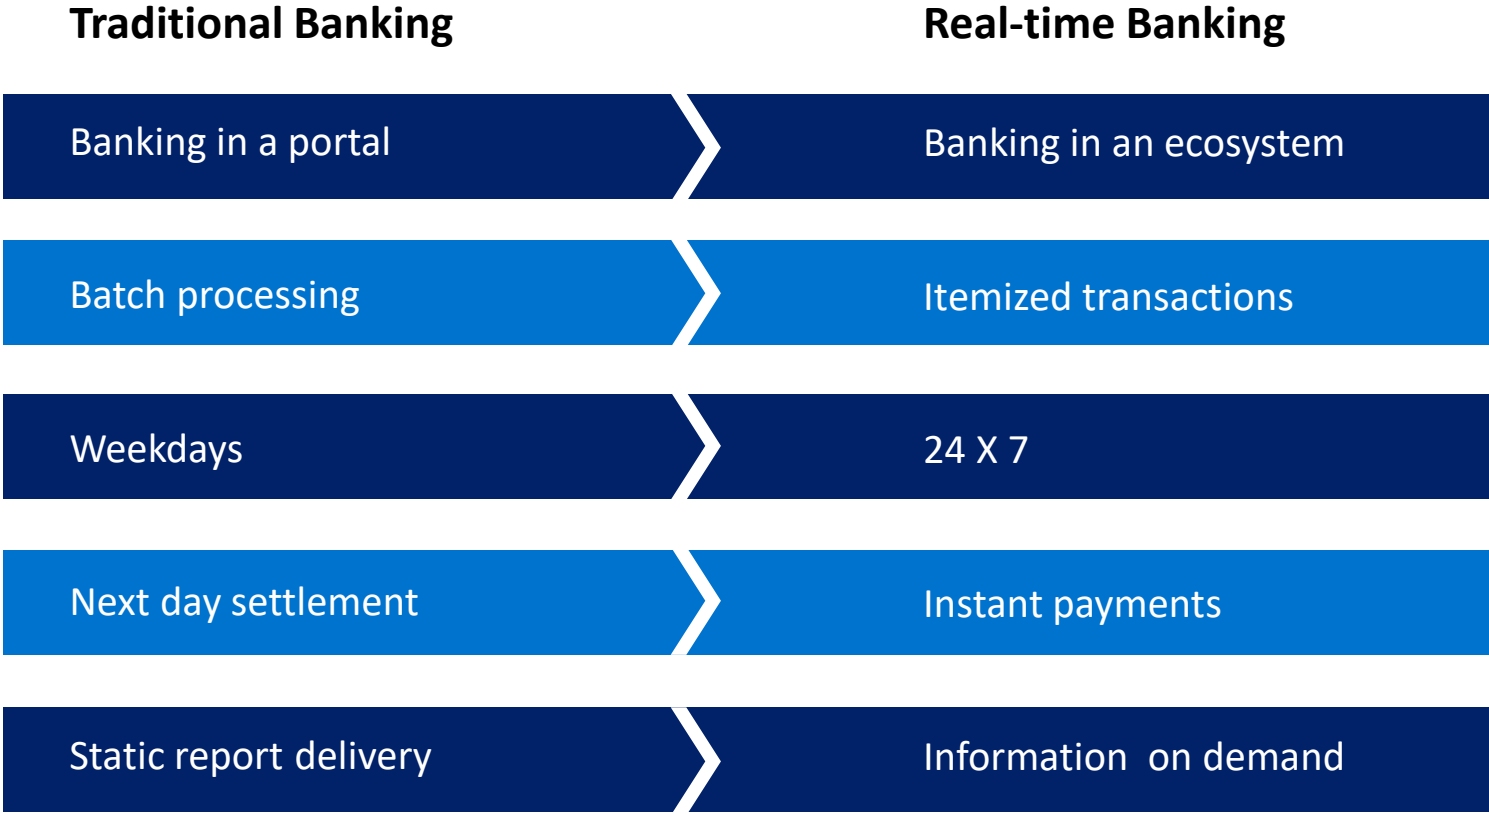 Traditional Banking
Real-time Banking
Banking in a portal
Banking in an ecosystem
Batch processing
Itemized transactions
Weekdays
24 X 7
Next day settlement
Instant payments
Static report delivery
Information  on demand